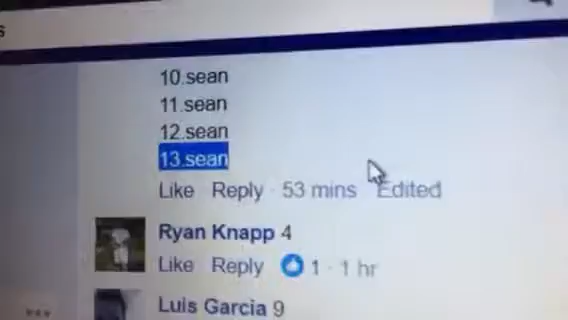 s
10.sean
11.sean
12.sean
13.sean
Like Reply · 53 mins · Edited
Ryan Knapp 4
Like Reply 1 · 1 hr
Luis Garcia 9